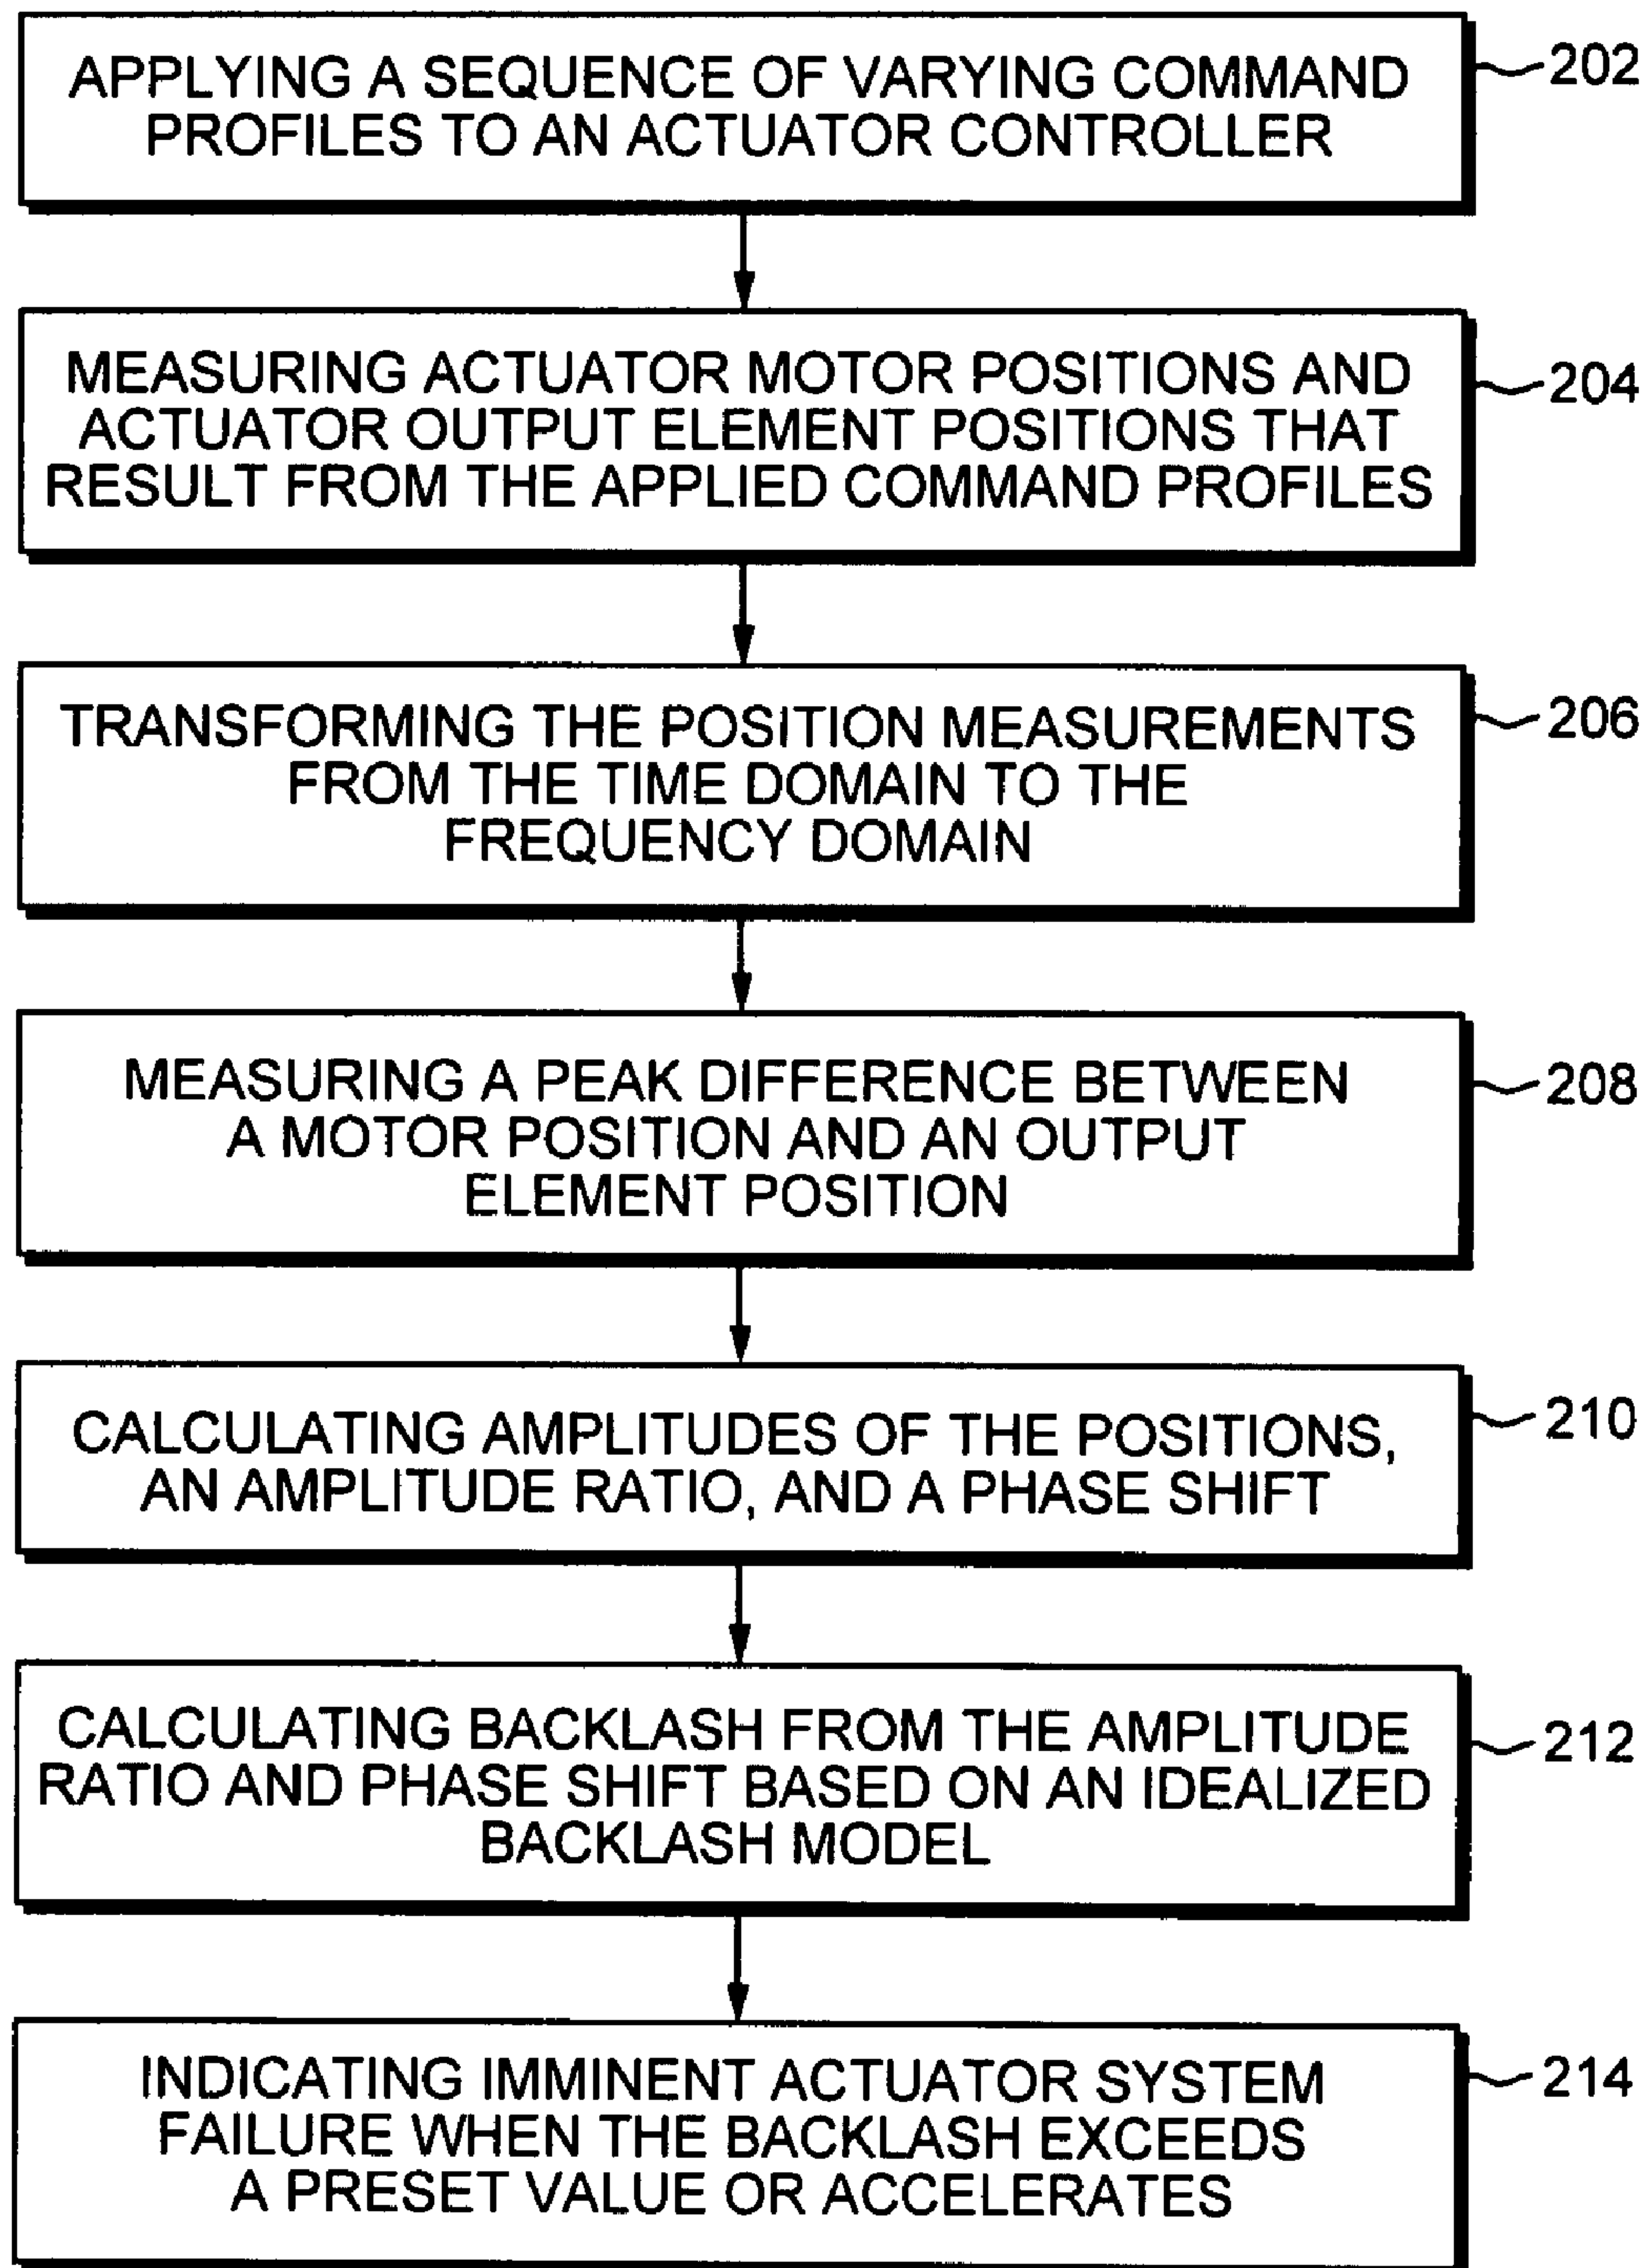 APPLYING A SEQUENCE OF VARYING COMMAND
PROFILES TO AN ACTUATOR CONTROLLER
202
MEASURING ACTUATOR MOTOR POSITIONS AND
ACTUATOR OUTPUT ELEMENT POSITIONS THAT
RESULT FROM THE APPLIED COMMAND PROFILES
204
TRANSFORMING THE POSITION MEASUREMENTS
FROM THE TIME DOMAIN TO THE
FREQUENCY DOMAIN
206
MEASURING A PEAK DIFFERENCE BETWEEN
A MOTOR POSITION AND AN OUTPUT
ELEMENT POSITION
208
CALCULATING AMPLITUDES OF THE POSITIONS,
AN AMPLITUDE RATIO, AND A PHASE SHIFT
210
CALCULATING BACKLASH FROM THE AMPLITUDE
RATIO AND PHASE SHIFT BASED ON AN IDEALIZED
BACKLASH MODEL
212
INDICATING IMMINENT ACTUATOR SYSTEM
FAILURE WHEN THE BACKLASH EXCEEDS
A PRESET VALUE OR ACCELERATES
214